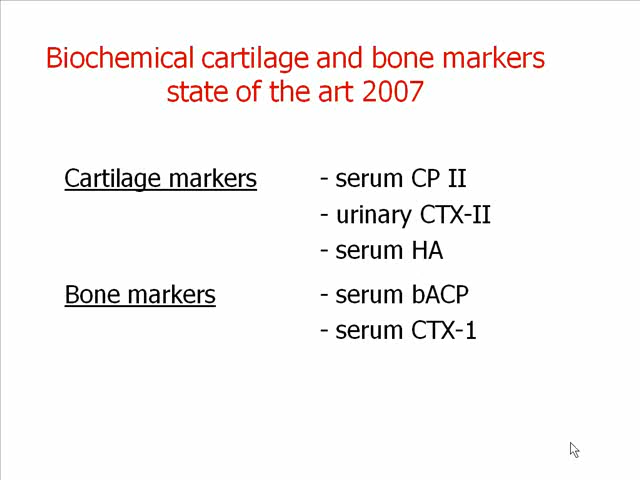 Biochemical cartilage and bone markers
state of the art 2007
Cartilage markers - serum CP II
- urinary CTX-II
- serum HA
Bone markers - serum bACP
- serum CTX-1